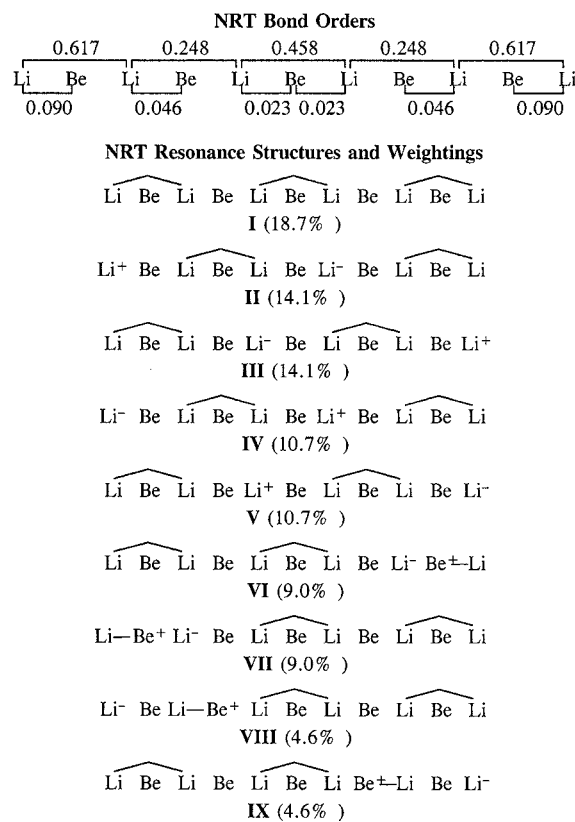 NRT Bond Orders
0.617 0.248 0.458 0.248 0.617
Li Be Li Be Li Be Li Be Li Be Li
0.090 0.046 0.023 0.023 0.046 0.090
NRT Resonance Structures and Weightings
Li Be Li Be Li Be Li Be Li Be Li
I (18.7% )
Li+ Be Li Be Li Be Li- Be Li Be Li
II (14.1% )
Li Be Li Be Li- Be Li Be Li Be Li+
III (14.1% )
Li- Be Li Be Li Be Li+ Be Li Be Li
IV (10.7% )
Li Be Li Be Li+ Be Li Be Li Be Li-
V (10.7% )
Li Be Li Be Li Be Li Be Li- Be+—Li
VI (9.0% )
Li—Be+ Li- Be Li Be Li Be Li Be Li
VII (9.0% )
Li- Be Li—Be+ Li Be Li Be Li Be Li
VIII (4.6% )
Li Be Li Be Li Be Li Be+—Li Be Li-
IX (4.6% )